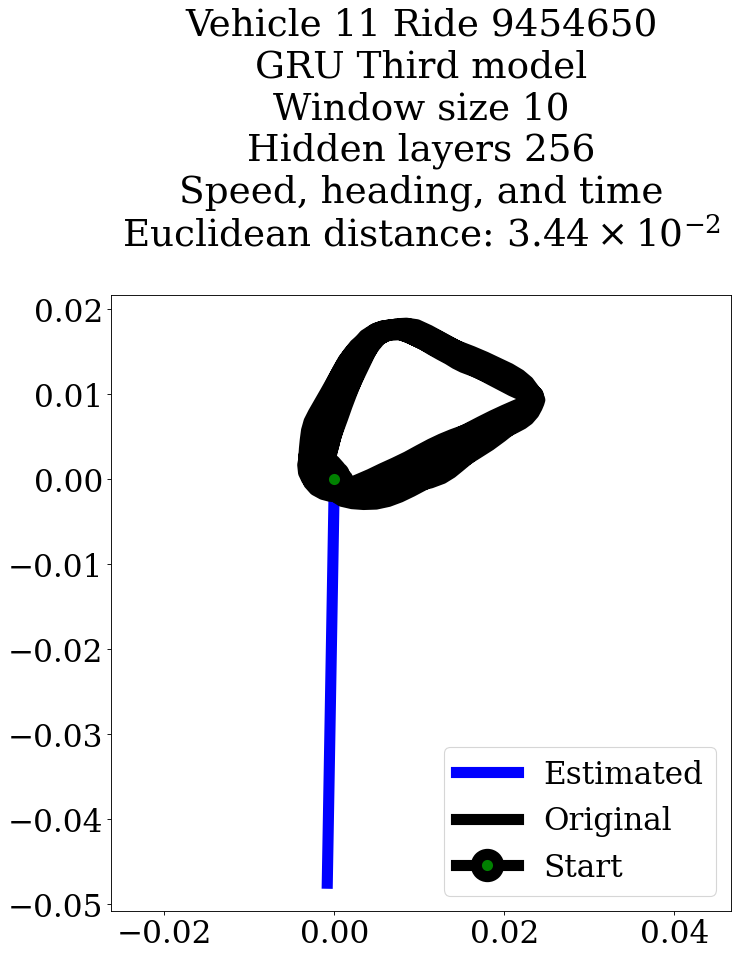 Vehicle 11 Ride 9454650
GRU Third model
Window size 10
Hidden layers 256
Speed, heading, and time
Euclidean distance: 3.44 × 10⁻²
0.02
0.01
0.00
−0.01
−0.02
−0.03
−0.04
−0.05
Estimated
Original
Start
−0.02 0.00 0.02 0.04